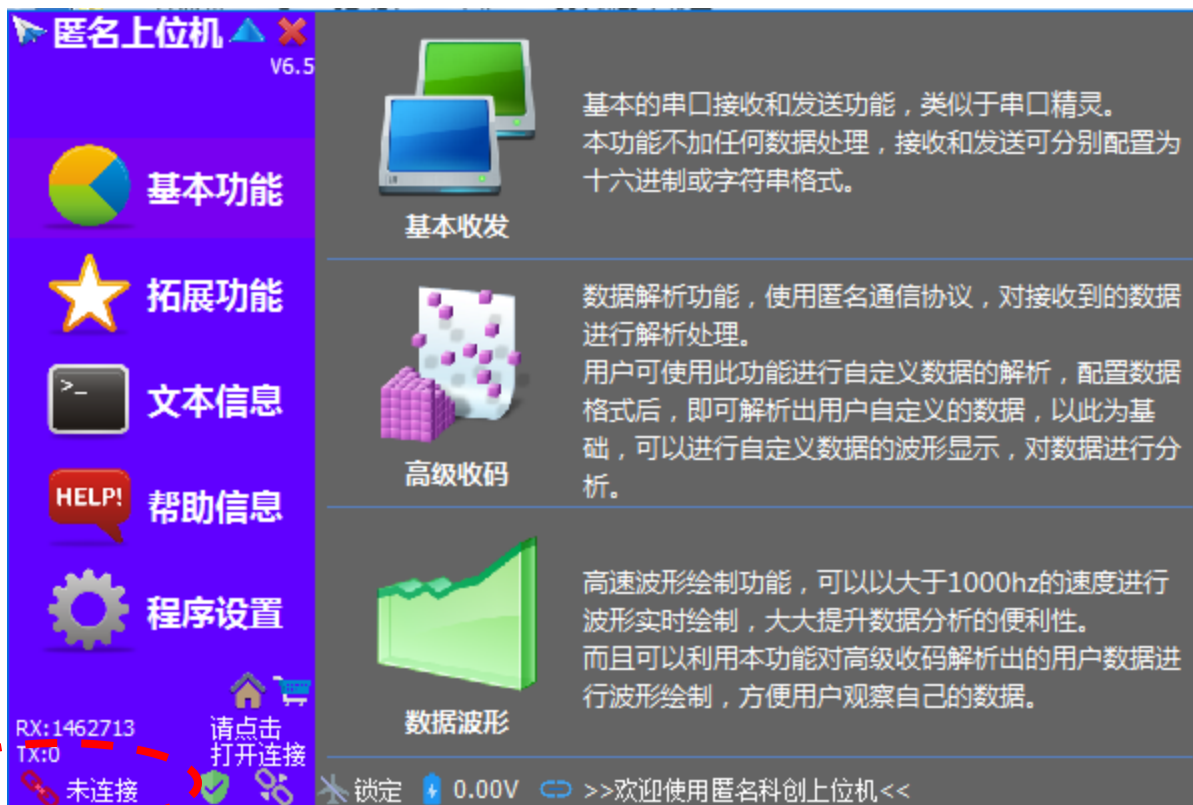 匿名上位机
V6.5
基本功能
拓展功能
>_
文本信息
HELP!
帮助信息
程序设置
RX:1462713
TX:0
请点击
打开连接
未连接
基本的串口接收和发送功能，类似于串口精灵。
本功能不加任何数据处理，接收和发送可分别配置为
十六进制或字符串格式。
基本收发
数据解析功能，使用匿名通信协议，对接收到的数据
进行解析处理。
用户可使用此功能进行自定义数据的解析，配置数据
格式后，即可解析出用户自定义的数据，以此为基
础，可以进行自定义数据的波形显示，对数据进行分
析。
高级收码
高速波形绘制功能，可以以大于1000hz的速度进行
波形实时绘制，大大提升数据分析的便利性。
而且可以利用本功能对高级收码解析出的用户数据进
行波形绘制，方便用户观察自己的数据。
数据波形
锁定
0.00V
>>欢迎使用匿名科创上位机<<